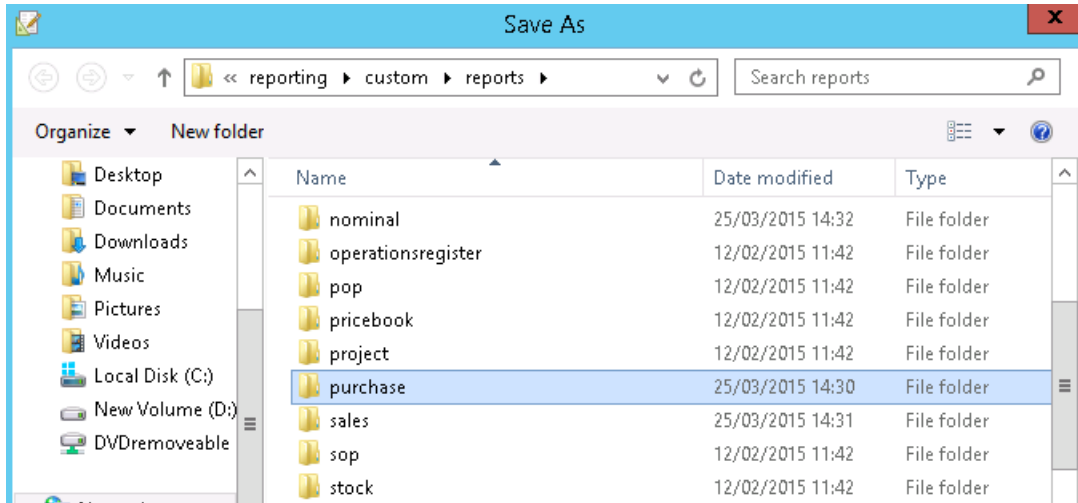 Save As
x
« reporting custom reports
Search reports
Organize New folder
Desktop
Documents
Downloads
Music
Pictures
Videos
Local Disk (C:)
New Volume (D:)
DVDremoveable
Name Date modified Type
nominal 25/03/2015 14:32 File folder
operationsregister 12/02/2015 11:42 File folder
pop 12/02/2015 11:42 File folder
pricebook 12/02/2015 11:42 File folder
project 12/02/2015 11:42 File folder
purchase 25/03/2015 14:30 File folder
sales 25/03/2015 14:31 File folder
sop 12/02/2015 11:42 File folder
stock 12/02/2015 11:42 File folder